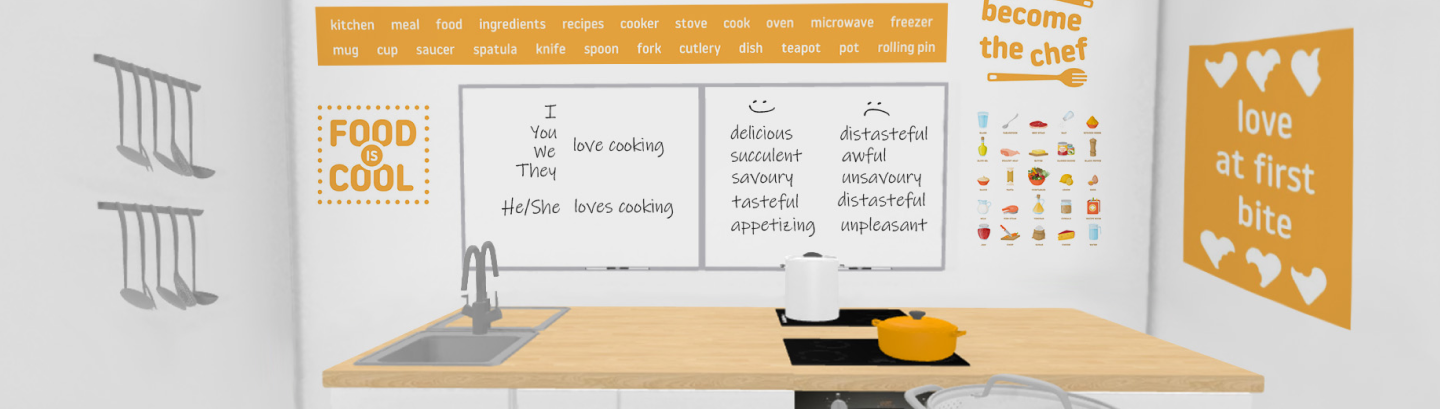 kitchen meal food ingredients recipes cooker stove cook oven microwave freezer
mug cup saucer spatula knife spoon fork cutlery dish teapot pot rolling pin
become
the chef
FOOD
IS
COOL
I
You
We
They
love cooking
He/She loves cooking
delicious
succulent
savoury
tasteful
appetizing
distasteful
awful
unsavoury
distasteful
unpleasant
love
at first
bite